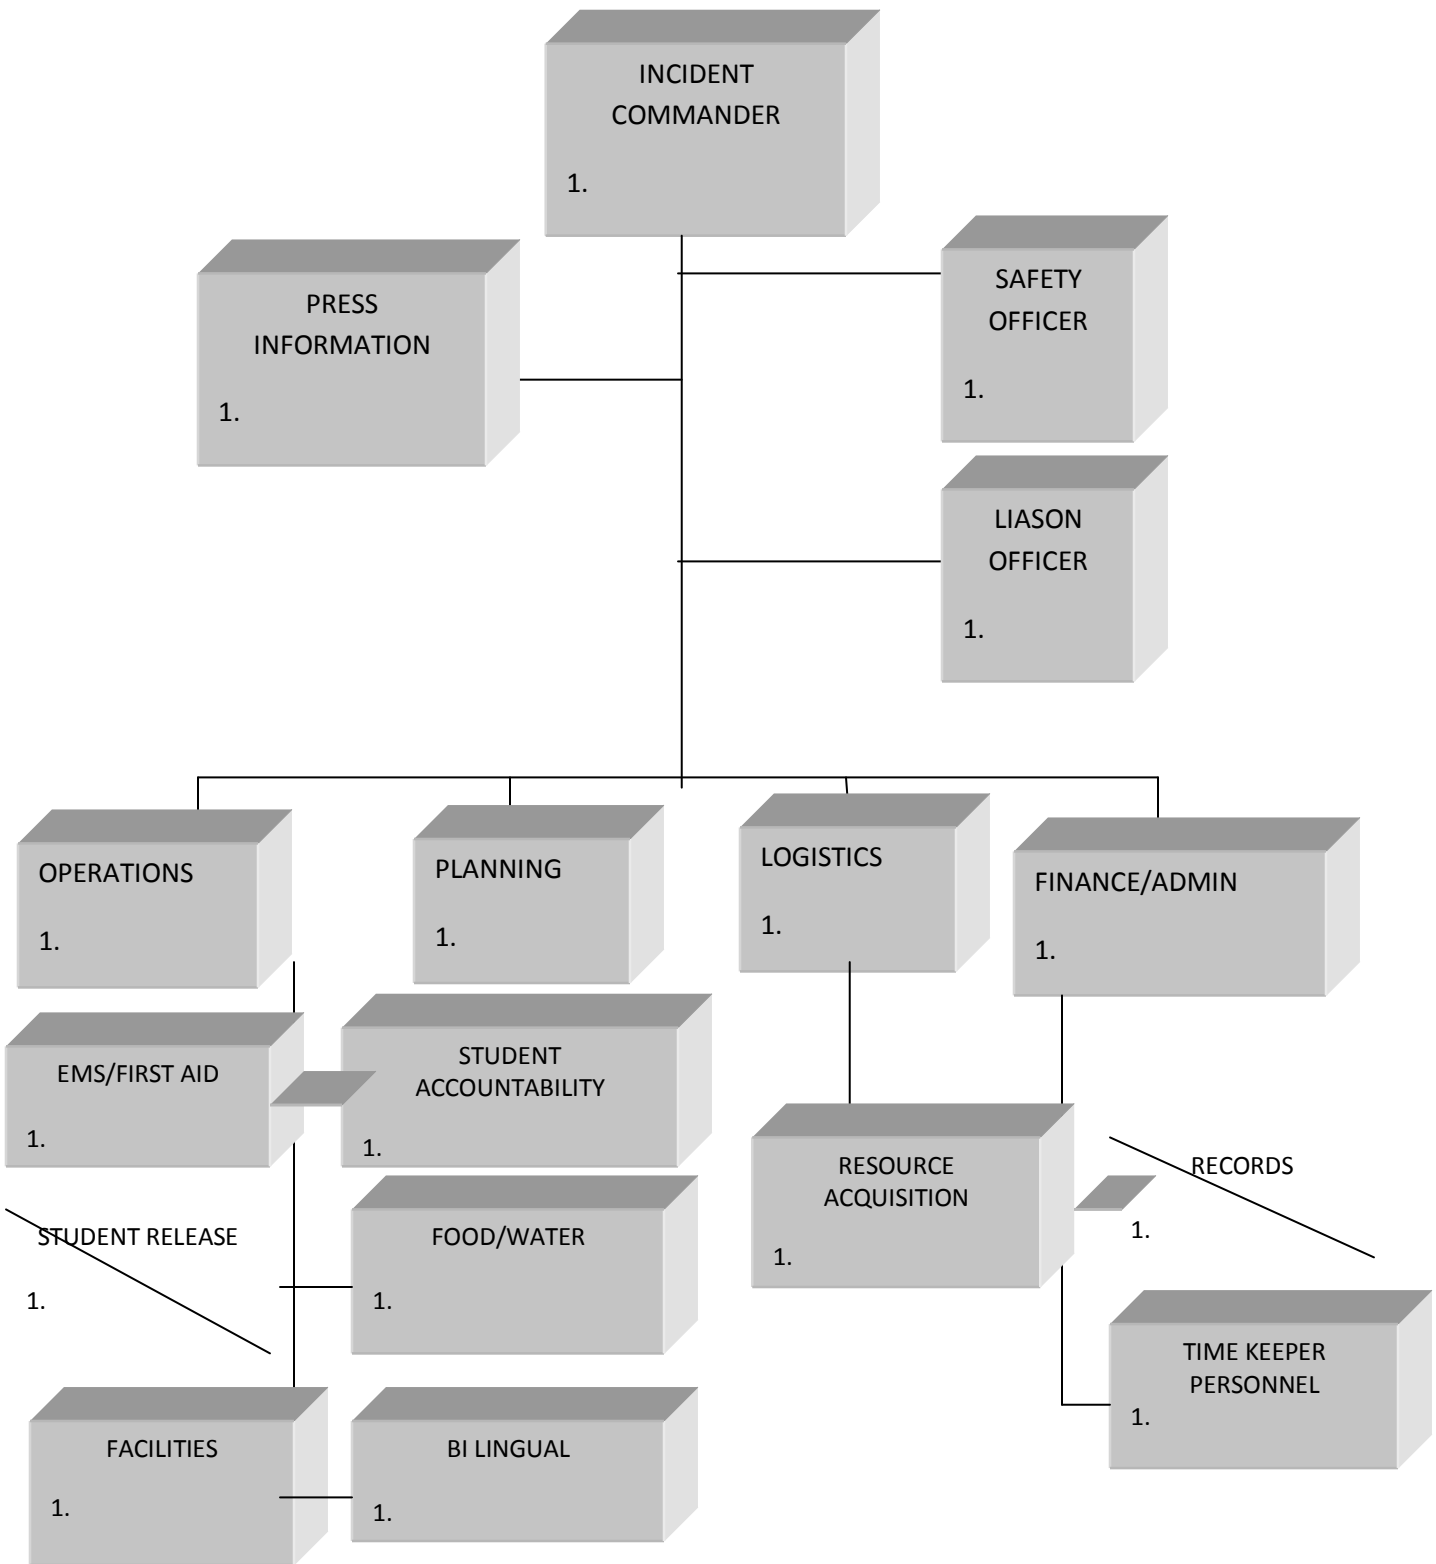 INCIDENT
COMMANDER
1.
PRESS
INFORMATION
1.
SAFETY
OFFICER
1.
LIASON
OFFICER
1.
OPERATIONS
1.
PLANNING
1.
LOGISTICS
1.
FINANCE/ADMIN
1.
EMS/FIRST AID
1.
STUDENT
ACCOUNTABILITY
1.
RESOURCE
ACQUISITION
1.
RECORDS
1.
STUDENT RELEASE
1.
FOOD/WATER
1.
TIME KEEPER
PERSONNEL
1.
FACILITIES
1.
BI LINGUAL
1.